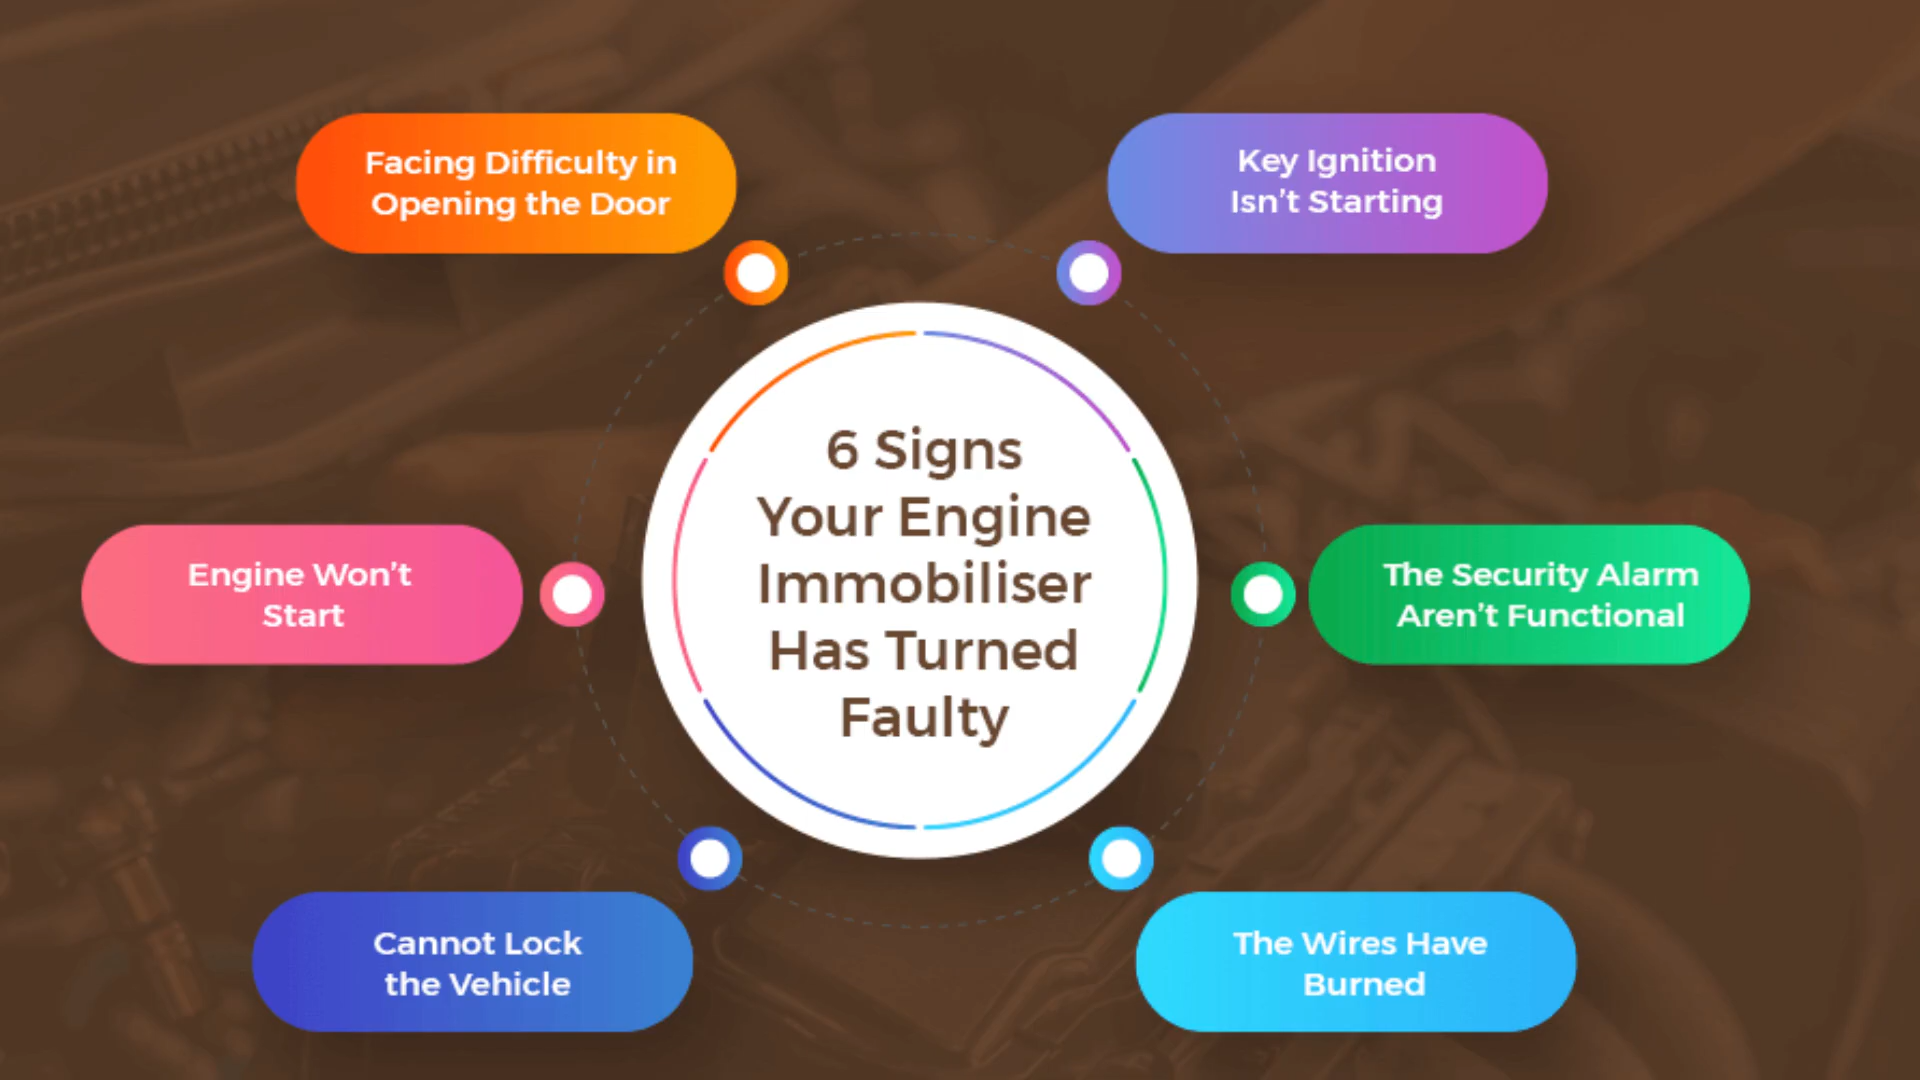 Facing Difficulty in
Opening the Door
Key Ignition
Isn’t Starting
6 Signs
Your Engine
Immobiliser
Has Turned
Faulty
Engine Won’t
Start
The Security Alarm
Aren’t Functional
Cannot Lock
the Vehicle
The Wires Have
Burned